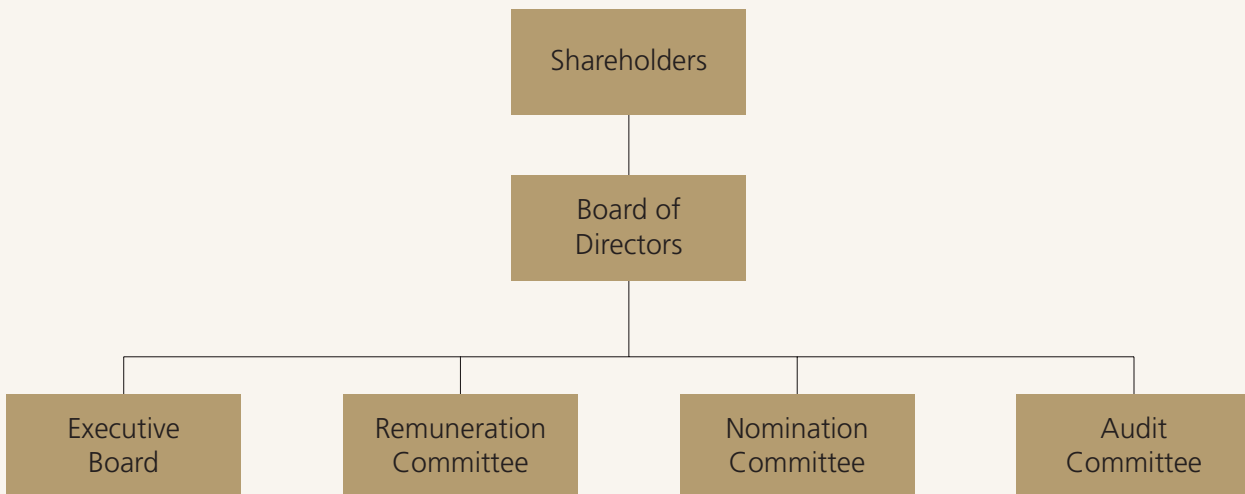 Shareholders
Board of
Directors
Executive
Board
Remuneration
Committee
Nomination
Committee
Audit
Committee